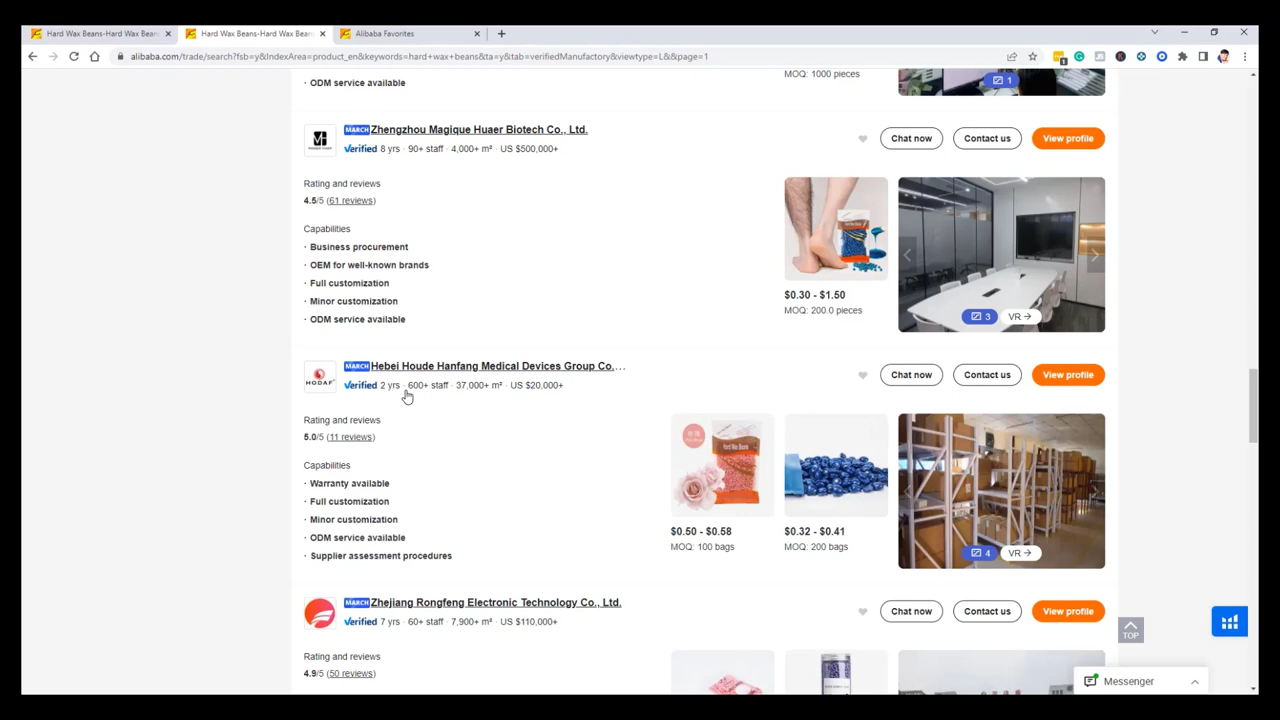 Hard Wax Beans-Hard Wax Bean
Hard Wax Beans-Hard Wax Bean
Alibaba Favorites
alibaba.com/trade/search?fsb=y&IndexArea=product_en&keywords=hard+wax+beans&ta=y&tab=verifiedManufactory&viewtype=L&&page=1
· ODM service available
MOQ: 1000 pieces
1
MARCH Zhengzhou Magique Huaer Biotech Co., Ltd.
Verified 8 yrs · 90+ staff · 4,000+ m² · US $500,000+
Chat now
Contact us
View profile
Rating and reviews
4.5/5 (61 reviews)
Capabilities
· Business procurement
· OEM for well-known brands
· Full customization
· Minor customization
· ODM service available
$0.30 - $1.50
MOQ: 200.0 pieces
3
VR →
HODAF
MARCH Hebei Houde Hanfang Medical Devices Group Co.…
Verified 2 yrs · 600+ staff · 37,000+ m² · US $20,000+
Chat now
Contact us
View profile
Rating and reviews
5.0/5 (11 reviews)
Capabilities
· Warranty available
· Full customization
· Minor customization
· ODM service available
· Supplier assessment procedures
Hard Wax Beans
$0.50 - $0.58
MOQ: 100 bags
$0.32 - $0.41
MOQ: 200 bags
4
VR →
MARCH Zhejiang Rongfeng Electronic Technology Co., Ltd.
Verified 7 yrs · 60+ staff · 7,900+ m² · US $110,000+
Chat now
Contact us
View profile
Rating and reviews
4.9/5 (50 reviews)
TOP
Messenger